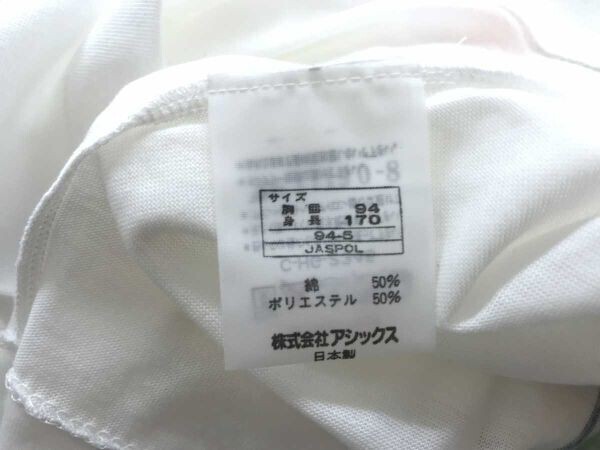 サイズ
胸囲 94
身長 170
94-5
JASPOL
綿 50%
ポリエステル 50%
株式会社アシックス
日本製